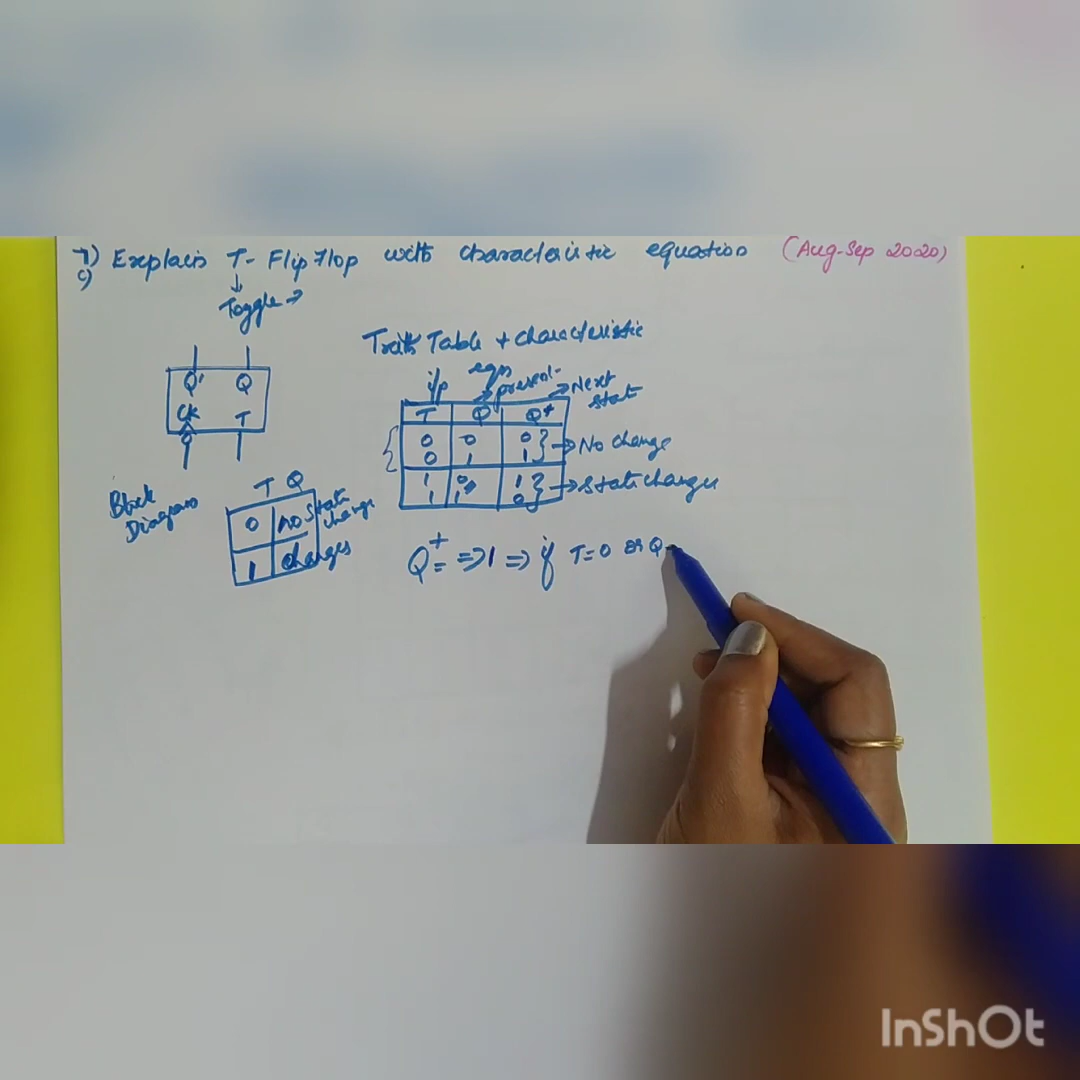 7) Explain T- Flip Flop with characteristic equation (Aug-Sep 2020)
c)
Toggle →
Truth Table + characteristic
eqn
i/p → present → Next
state
Q' Q
CK T
T Q Q+
0 0 0 } → No change
0 1 1
1 0 1 } → State changes
1 1 0
Block
Diagram
T Q
0 no state
change
1 changes
Q+ = ⇒ 1 ⇒ if T=0 or Q=
InShOt